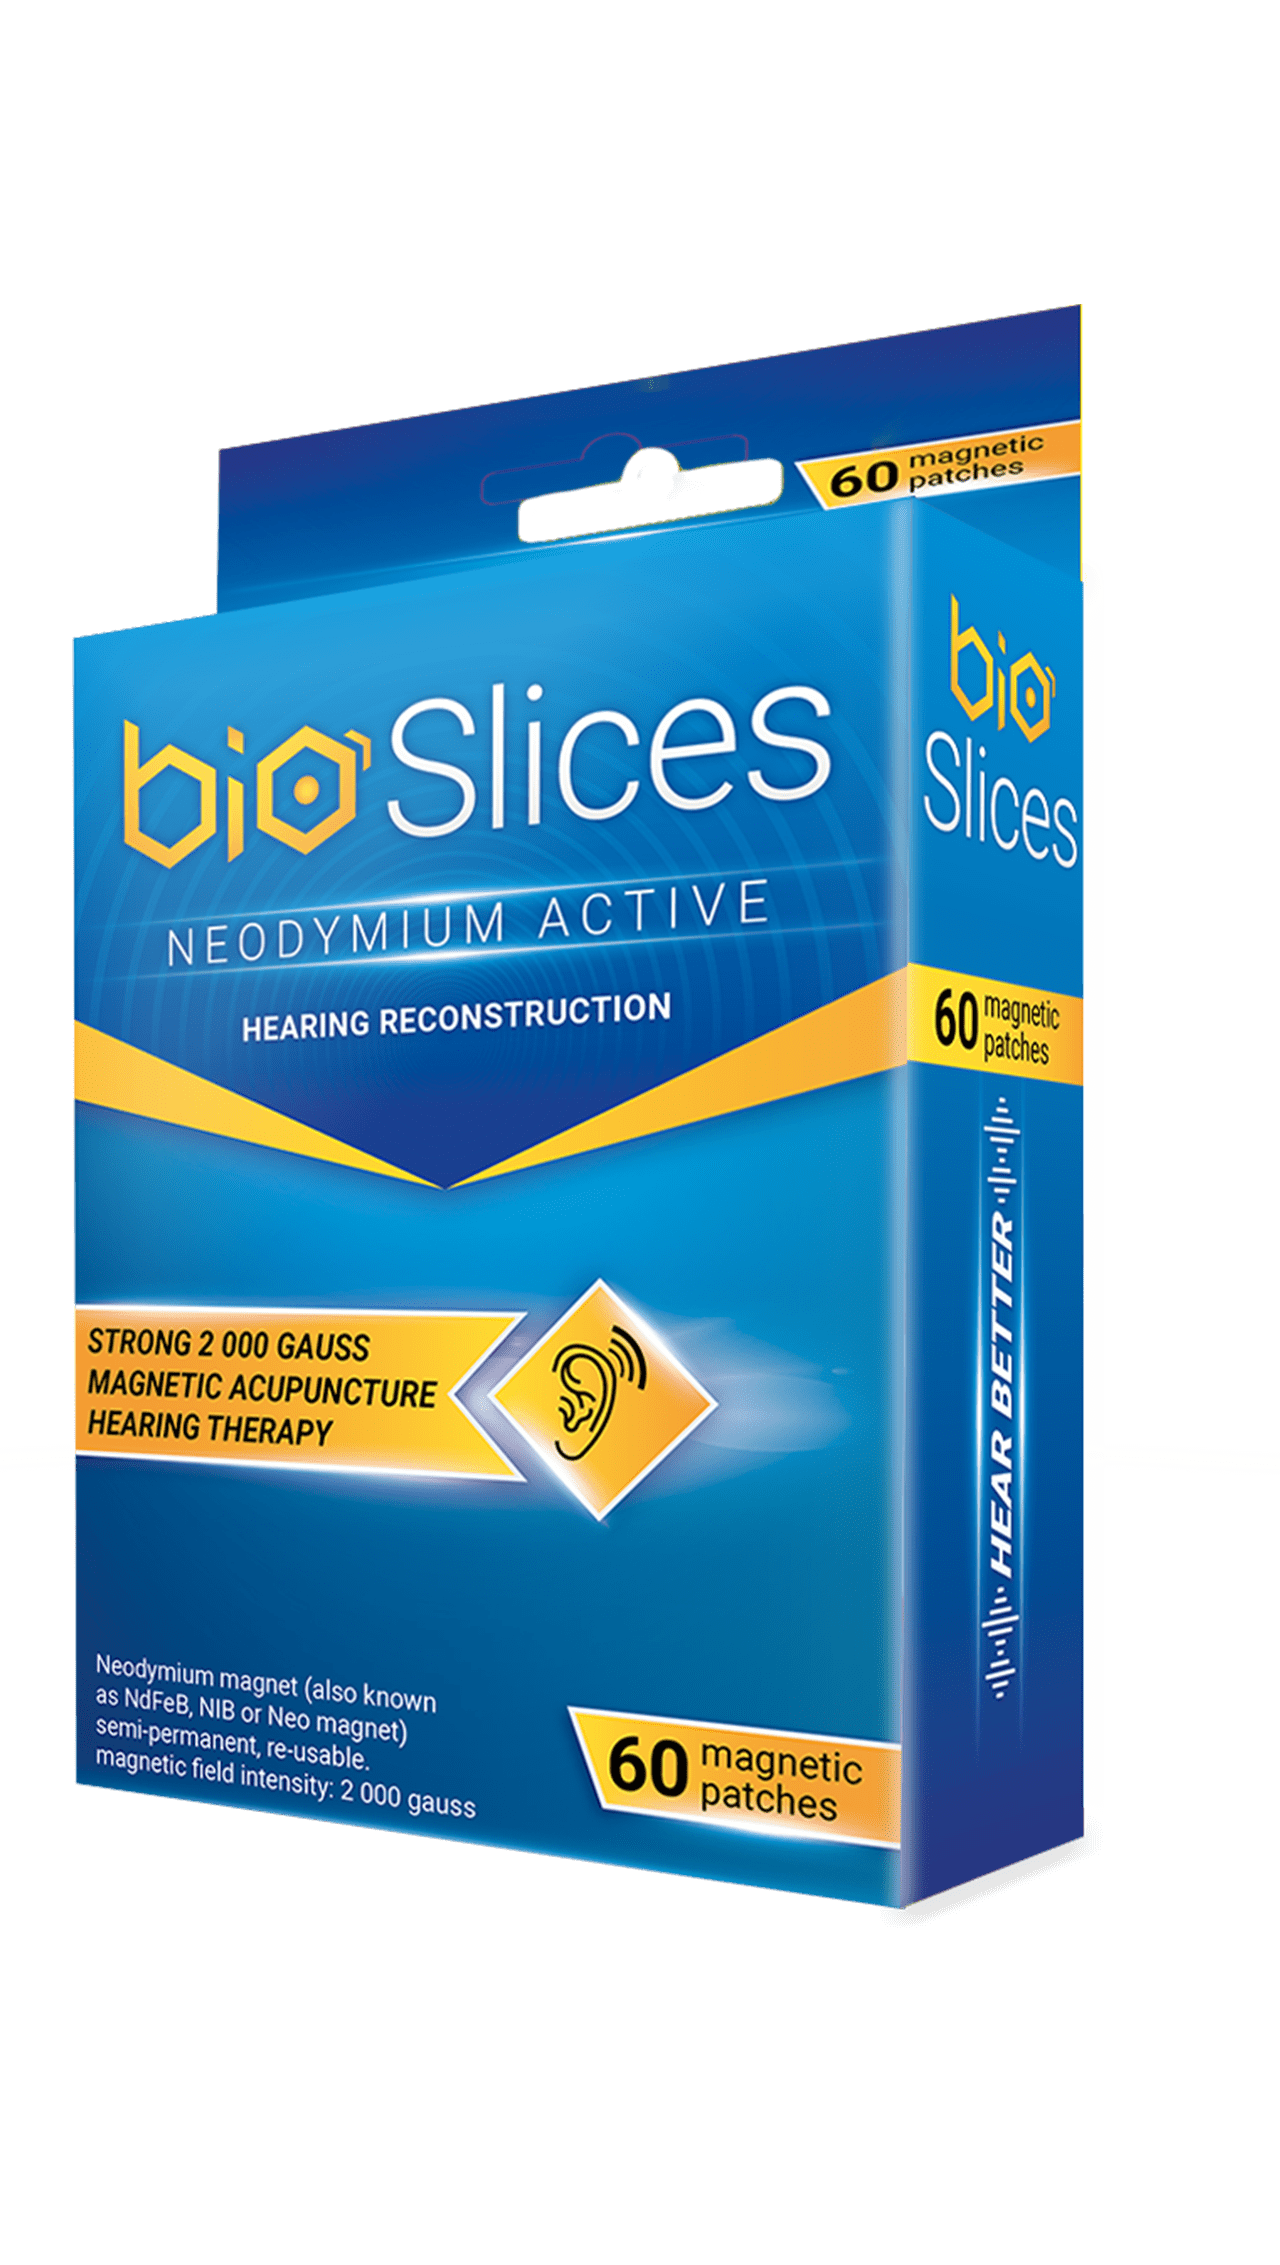 60 magnetic
patches
bio Slices
NEODYMIUM ACTIVE
HEARING RECONSTRUCTION
STRONG 2 000 GAUSS
MAGNETIC ACUPUNCTURE
HEARING THERAPY
Neodymium magnet (also known
as NdFeB, NIB or Neo magnet)
semi-permanent, re-usable.
magnetic field intensity: 2 000 gauss
60 magnetic
patches
bio
Slices
60 magnetic
patches
HEAR BETTER